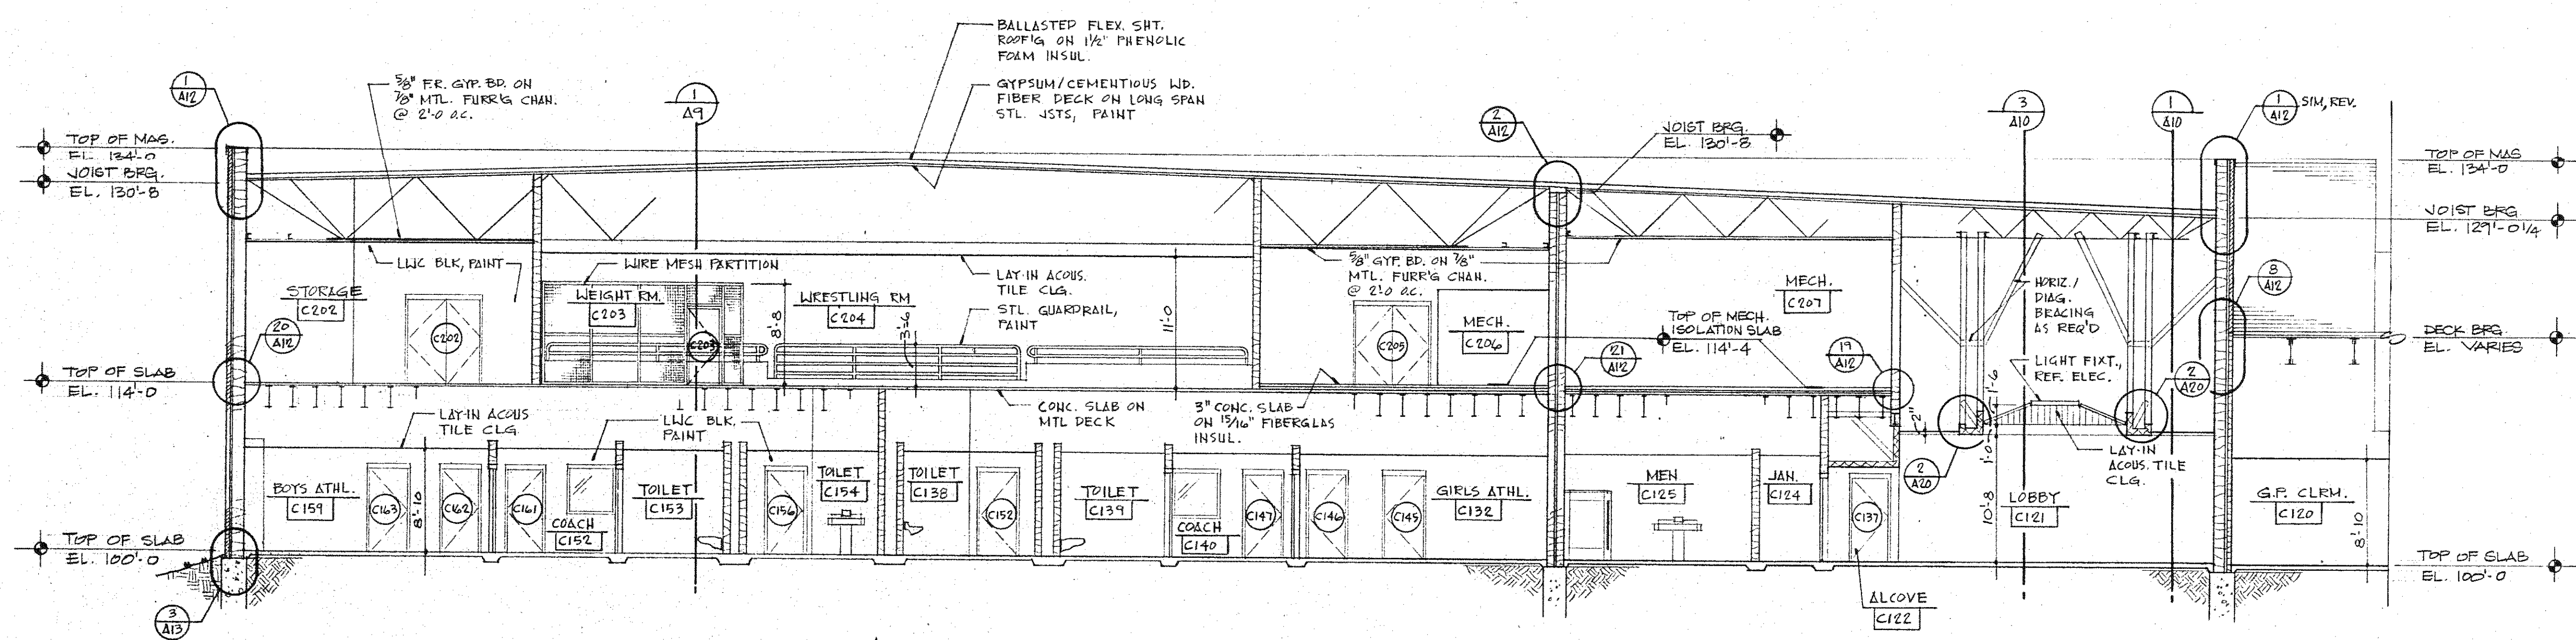 BALLASTED FLEX. SHT.
ROOF'G ON 1½" PHENOLIC
FOAM INSUL.
GYPSUM/CEMENTIOUS WD.
FIBER DECK ON LONG SPAN
STL. JSTS, PAINT
5/8" F.R. GYP. BD. ON
7/8" MTL. FURR'G CHAN.
@ 2'-0 O.C.
1
A12
1
A9
2
A12
JOIST BRG.
EL. 130'-8
3
A10
1
A10
1
A12
SIM, REV.
TOP OF MAS.
EL. 134'-0
JOIST BRG.
EL. 130'-8
TOP OF MAS
EL. 134'-0
JOIST BRG
EL. 129'-0 1/4
LWC BLK, PAINT
WIRE MESH PARTITION
LAY-IN ACOUS.
TILE CLG.
STL. GUARDRAIL,
PAINT
5/8" GYP. BD. ON 7/8"
MTL. FURR'G CHAN.
@ 2'-0 O.C.
STORAGE
C202
C202
WEIGHT RM.
C203
C203
8'-8
WRESTLING RM
C204
3'-6
11'-0
C205
MECH.
C206
MECH.
C207
TOP OF MECH.
ISOLATION SLAB
EL. 114'-4
HORIZ./
DIAG.
BRACING
AS REQ'D
LIGHT FIXT.,
REF. ELEC.
8
A12
DECK BRG
EL. VARIES
20
A12
21
A12
19
A12
2
A20
2
A20
TOP OF SLAB
EL. 114'-0
LAY-IN ACOUS
TILE CLG
LWC BLK,
PAINT
CONC. SLAB ON
MTL DECK
3" CONC. SLAB
ON 15/16" FIBERGLAS
INSUL.
2"
1'-6
1'-0
10'-8
LAY-IN
ACOUS. TILE
CLG.
BOYS ATHL.
C159
C163
8'-10
C162
C161
COACH
C152
TOILET
C153
C156
TOILET
C154
TOILET
C138
C152
TOILET
C139
COACH
C140
C147
C146
C145
GIRLS ATHL.
C132
MEN
C125
JAN.
C124
C137
LOBBY
C121
G.P. CLRM.
C120
8'-10
TOP OF SLAB
EL. 100'-0
TOP OF SLAB
EL. 100'-0
3
A13
ALCOVE
C122